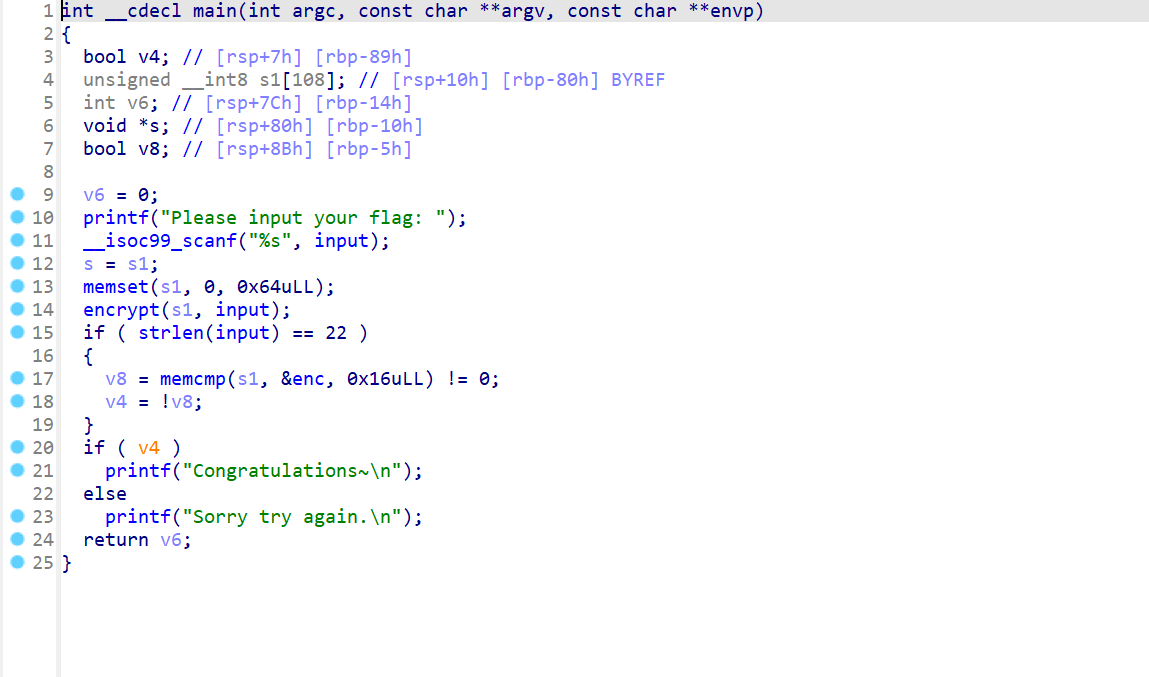 1 int __cdecl main(int argc, const char **argv, const char **envp)
2 {
3   bool v4; // [rsp+7h] [rbp-89h]
4   unsigned __int8 s1[108]; // [rsp+10h] [rbp-80h] BYREF
5   int v6; // [rsp+7Ch] [rbp-14h]
6   void *s; // [rsp+80h] [rbp-10h]
7   bool v8; // [rsp+8Bh] [rbp-5h]
8
9   v6 = 0;
10   printf("Please input your flag: ");
11   __isoc99_scanf("%s", input);
12   s = s1;
13   memset(s1, 0, 0x64uLL);
14   encrypt(s1, input);
15   if ( strlen(input) == 22 )
16   {
17     v8 = memcmp(s1, &enc, 0x16uLL) != 0;
18     v4 = !v8;
19   }
20   if ( v4 )
21     printf("Congratulations~\n");
22   else
23     printf("Sorry try again.\n");
24   return v6;
25 }